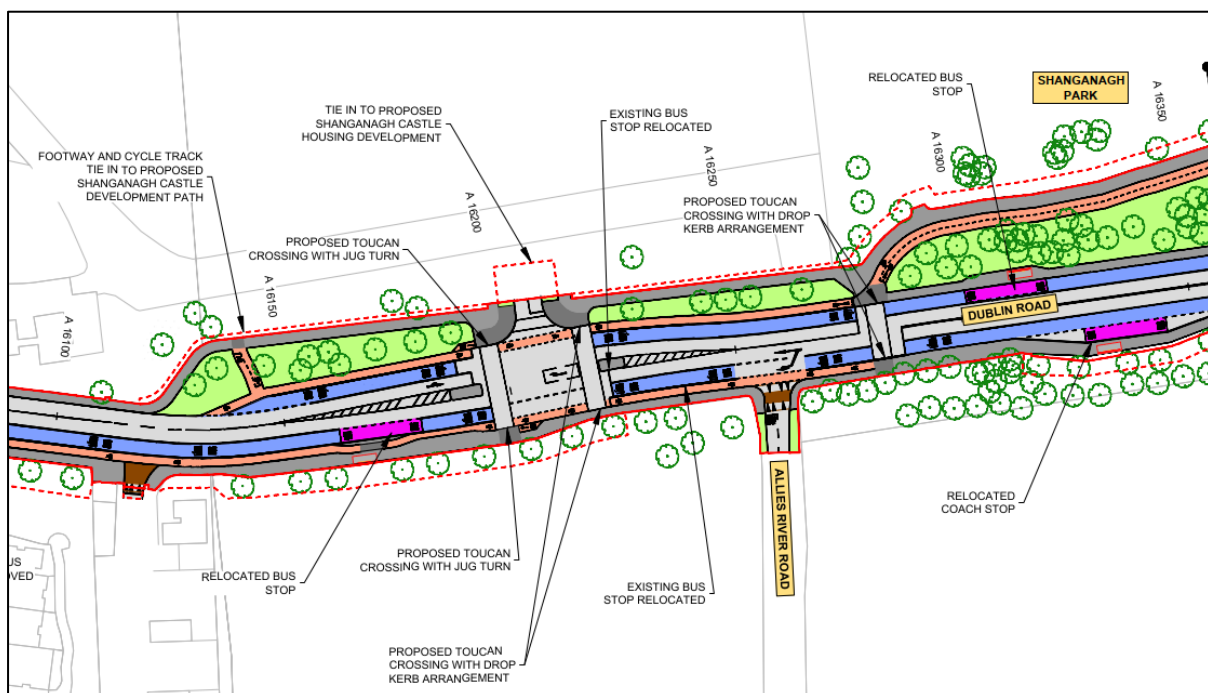 RELOCATED BUS
STOP
SHANGANAGH
PARK
A 16350
TIE IN TO PROPOSED
SHANGANAGH CASTLE
HOUSING DEVELOPMENT
EXISTING BUS
STOP RELOCATED
A 16300
FOOTWAY AND CYCLE TRACK
TIE IN TO PROPOSED
SHANGANAGH CASTLE
DEVELOPMENT PATH
A 16250
A 16200
PROPOSED TOUCAN
CROSSING WITH DROP
KERB ARRANGEMENT
PROPOSED TOUCAN
CROSSING WITH JUG TURN
A 16150
A 16100
DUBLIN ROAD
ALLIES RIVER ROAD
RELOCATED
COACH STOP
PROPOSED TOUCAN
CROSSING WITH JUG TURN
RELOCATED BUS
STOP
EXISTING BUS
STOP RELOCATED
PROPOSED TOUCAN
CROSSING WITH DROP
KERB ARRANGEMENT